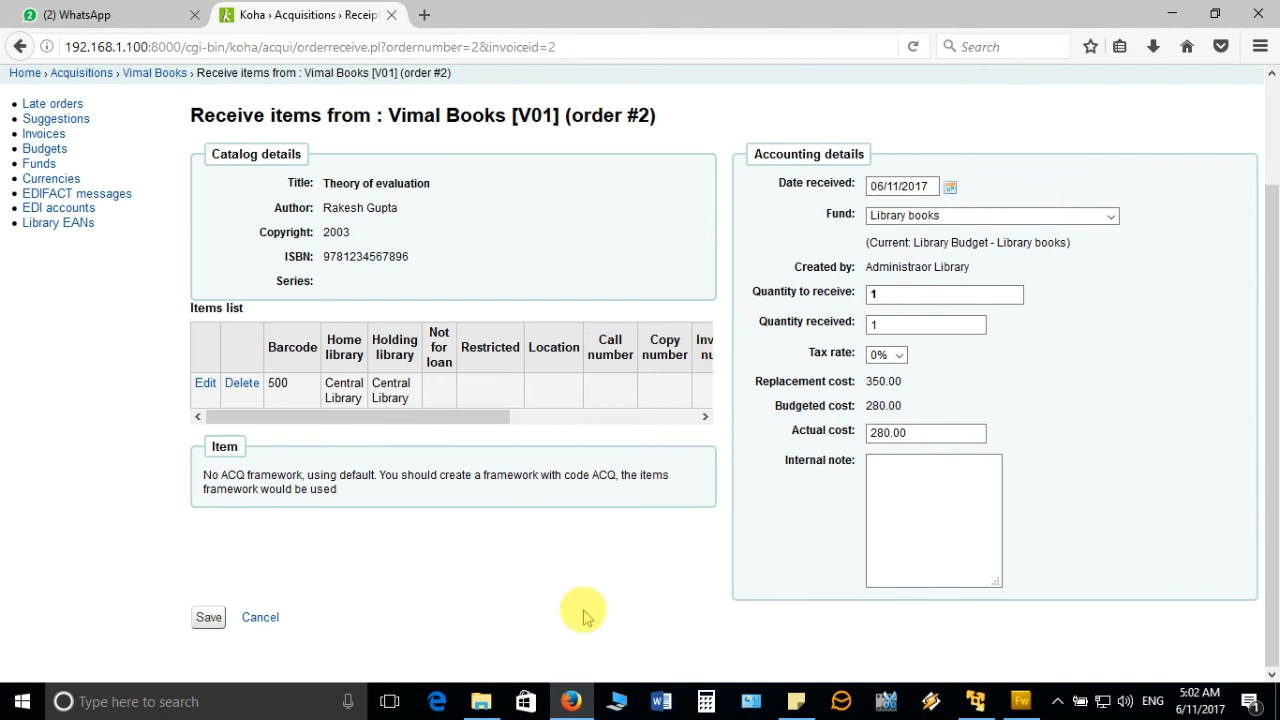 (2) WhatsApp
Koha › Acquisitions › Receip
192.168.1.100:8000/cgi-bin/koha/acqui/orderreceive.pl?ordernumber=2&invoiceid=2
Search
Home › Acquisitions › Vimal Books › Receive items from : Vimal Books [V01] (order #2)
Late orders
Suggestions
Invoices
Budgets
Funds
Currencies
EDIFACT messages
EDI accounts
Library EANs
Receive items from : Vimal Books [V01] (order #2)
Catalog details
Title: Theory of evaluation
Author: Rakesh Gupta
Copyright: 2003
ISBN: 9781234567896
Series:
Items list
Barcode Home library Holding library Not for loan Restricted Location Call number Copy number Inv nu
Edit Delete 500 Central Library Central Library
Item
No ACQ framework, using default. You should create a framework with code ACQ, the items
framework would be used
Save Cancel
Accounting details
Date received: 06/11/2017
Fund: Library books
(Current: Library Budget - Library books)
Created by: Administraor Library
Quantity to receive: 1
Quantity received: 1
Tax rate: 0%
Replacement cost: 350.00
Budgeted cost: 280.00
Actual cost: 280.00
Internal note:
Type here to search
Fw
ENG
5:02 AM
6/11/2017
1